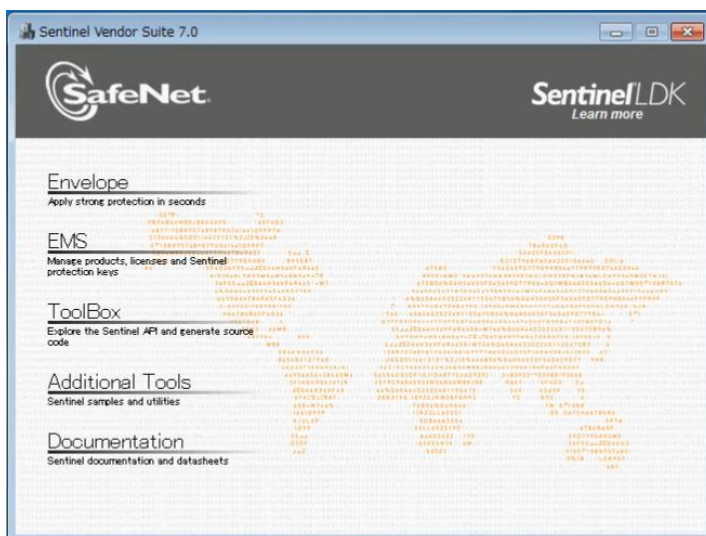 Sentinel Vendor Suite 7.0
SafeNet.
Sentinel LDK
Learn more
Envelope
Apply strong protection in seconds
EMS
Manage products, licenses and Sentinel
protection keys
ToolBox
Explore the Sentinel API and generate source
code
Additional Tools
Sentinel samples and utilities
Documentation
Sentinel documentation and datasheets